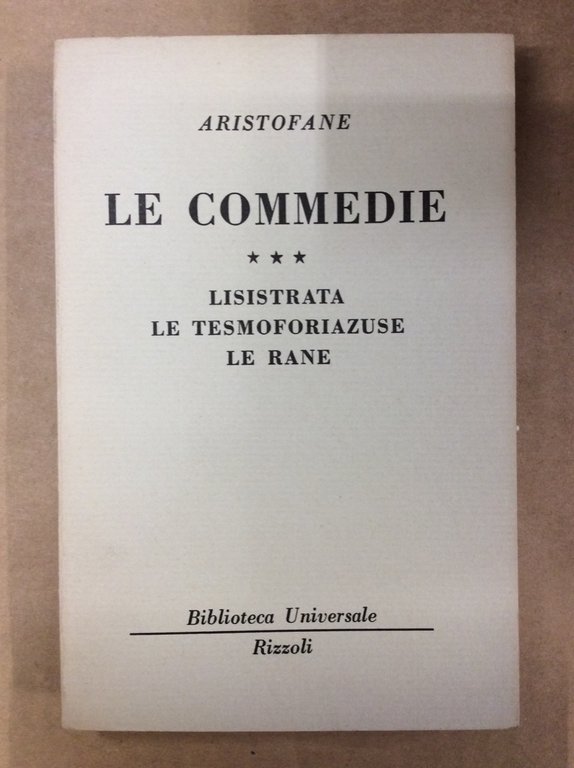 ARISTOFANE
LE COMMEDIE
★ ★ ★
LISISTRATA
LE TESMOFORIAZUSE
LE RANE
Biblioteca Universale
Rizzoli